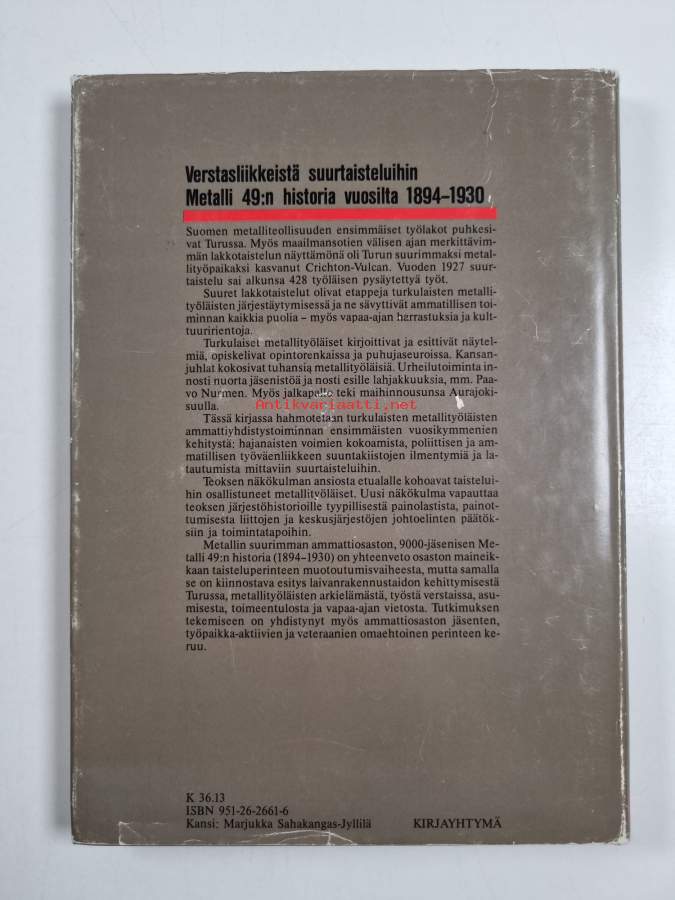 Verstasliikkeistä suurtaisteluihin
Metalli 49:n historia vuosilta 1894–1930
Suomen metalliteollisuuden ensimmäiset työlakot puhkesi-
vat Turussa. Myös maailmansotien välisen ajan merkittävim-
män lakkotaistelun näyttämönä oli Turun suurimmaksi metal-
lityöpaikaksi kasvanut Crichton-Vulcan. Vuoden 1927 suur-
taistelu sai alkunsa 428 työläisen pysäytettyä työt.
Suuret lakkotaistelut olivat etappeja turkulaisten metalli-
työläisten järjestäytymisessä ja ne sävyttivät ammatillisen toi-
minnan kaikkia puolia – myös vapaa-ajan harrastuksia ja kult-
tuuririentoja.
Turkulaiset metallityöläiset kirjoittivat ja esittivät näytel-
miä, opiskelivat opintorenkaissa ja puhujaseuroissa. Kansan-
juhlat kokosivat tuhansia metallityöläisiä. Urheilutoiminta in-
nosti nuorta jäsenistöä ja nosti esille lahjakkuuksia, mm. Paa-
vo Nurmen. Myös jalkapallo teki maihinnousunsa Aurajoki-
suulla.
Antikvariaatti.net
Tässä kirjassa hahmotetaan turkulaisten metallityöläisten
ammattiyhdistystoiminnan ensimmäisten vuosikymmenien
kehitystä: hajanaisten voimien kokoamista, poliittisen ja am-
matillisen työväenliikkeen suuntakiistojen ilmentymiä ja la-
tautumista mittaviin suurtaisteluihin.
Teoksen näkökulman ansiosta etualalle kohoavat taistelui-
hin osallistuneet metallityöläiset. Uusi näkökulma vapauttaa
teoksen järjestöhistorioille tyypillisestä painolastista, painot-
tumisesta liittojen ja keskusjärjestöjen johtoelinten päätök-
siin ja toimintatapoihin.
Metallin suurimman ammattiosaston, 9000-jäsenisen Me-
talli 49:n historia (1894–1930) on yhteenveto osaston maineik-
kaan taisteluperinteen muotoutumisvaiheesta, mutta samalla
se on kiinnostava esitys laivanrakennustaidon kehittymisestä
Turussa, metallityöläisten arkielämästä, työstä verstaissa, asu-
misesta, toimeentulosta ja vapaa-ajan vietosta. Tutkimuksen
tekemiseen on yhdistynyt myös ammattiosaston jäsenten,
työpaikka-aktiivien ja veteraanien omaehtoinen perinteen ke-
ruu.
K 36.13
ISBN 951-26-2661-6
Kansi: Marjukka Sahakangas-Jyllilä KIRJAYHTYMÄ